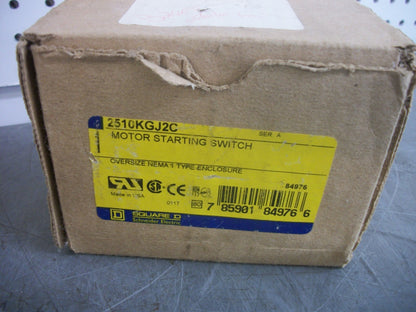 2510KGJ2C
SER. A
MOTOR STARTING SWITCH
OVERSIZE NEMA 1 TYPE ENCLOSURE
84976
Made in USA
0117
7 85901 84976 6
SQUARE D
Schneider Electric